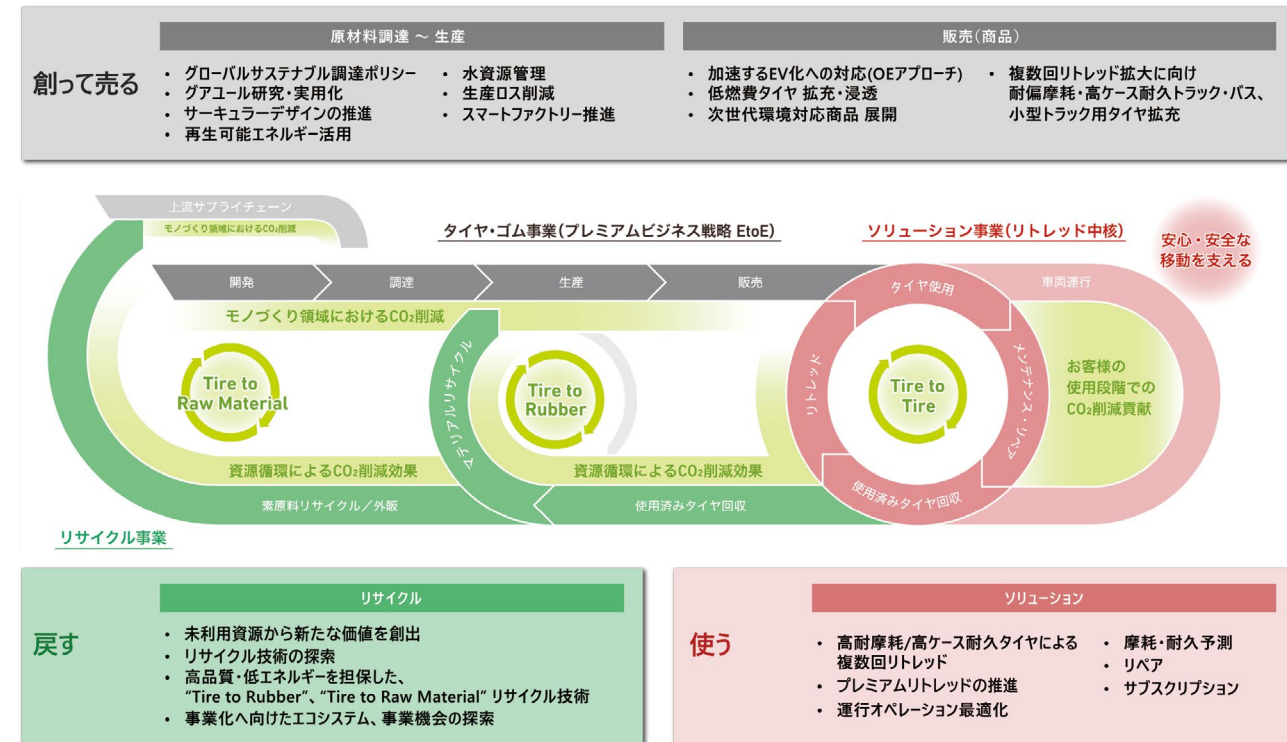 創って売る
原材料調達 ～ 生産
• グローバルサステナブル調達ポリシー
• グアユール研究・実用化
• サーキュラーデザインの推進
• 再生可能エネルギー活用
• 水資源管理
• 生産ロス削減
• スマートファクトリー推進
販売(商品)
• 加速するEV化への対応(OEアプローチ)
• 低燃費タイヤ 拡充・浸透
• 次世代環境対応商品 展開
• 複数回リトレッド拡大に向け
耐偏摩耗・高ケース耐久トラック・バス、
小型トラック用タイヤ拡充
上流サプライチェーン
モノづくり領域におけるCO₂削減
タイヤ・ゴム事業(プレミアムビジネス戦略 EtoE)
ソリューション事業(リトレッド中核)
安心・安全な
移動を支える
開発
調達
生産
販売
タイヤ使用
車両運行
モノづくり領域におけるCO₂削減
マテリアルリサイクル
リトレッド
メンテナンス・リペア
Tire to
Raw Material
Tire to
Rubber
Tire to
Tire
お客様の
使用段階での
CO₂削減貢献
資源循環によるCO₂削減効果
資源循環によるCO₂削減効果
使用済みタイヤ回収
素原料リサイクル／外販
使用済みタイヤ回収
リサイクル事業
戻す
リサイクル
• 未利用資源から新たな価値を創出
• リサイクル技術の探索
• 高品質・低エネルギーを担保した、
“Tire to Rubber”、“Tire to Raw Material” リサイクル技術
• 事業化へ向けたエコシステム、事業機会の探索
使う
ソリューション
• 高耐摩耗/高ケース耐久タイヤによる
複数回リトレッド
• プレミアムリトレッドの推進
• 運行オペレーション最適化
• 摩耗・耐久予測
• リペア
• サブスクリプション